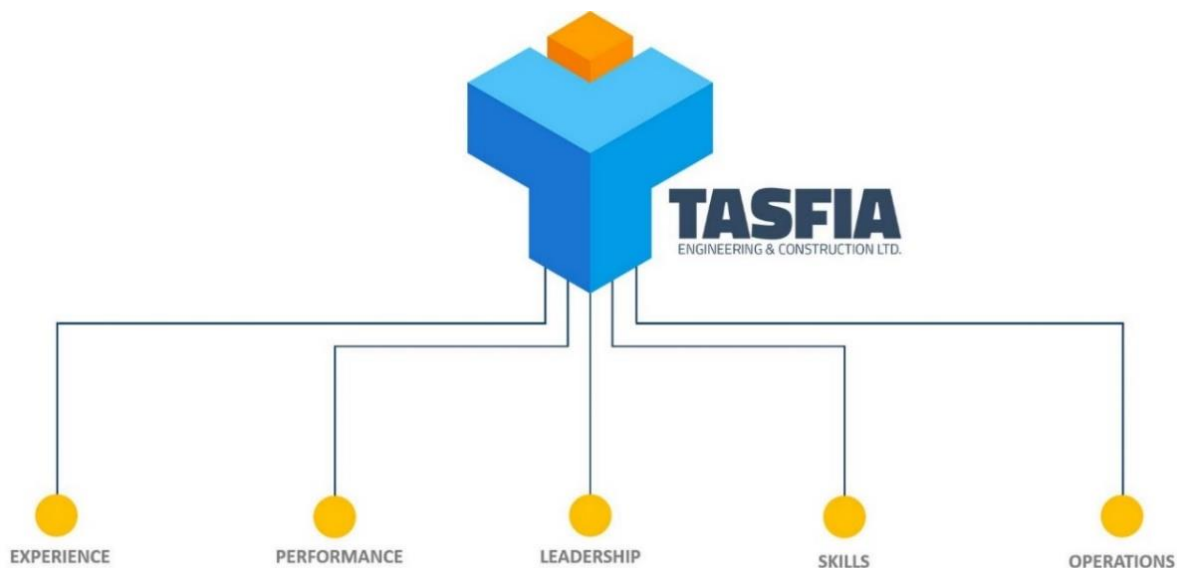 TASFIA
ENGINEERING & CONSTRUCTION LTD.
EXPERIENCE
PERFORMANCE
LEADERSHIP
SKILLS
OPERATIONS